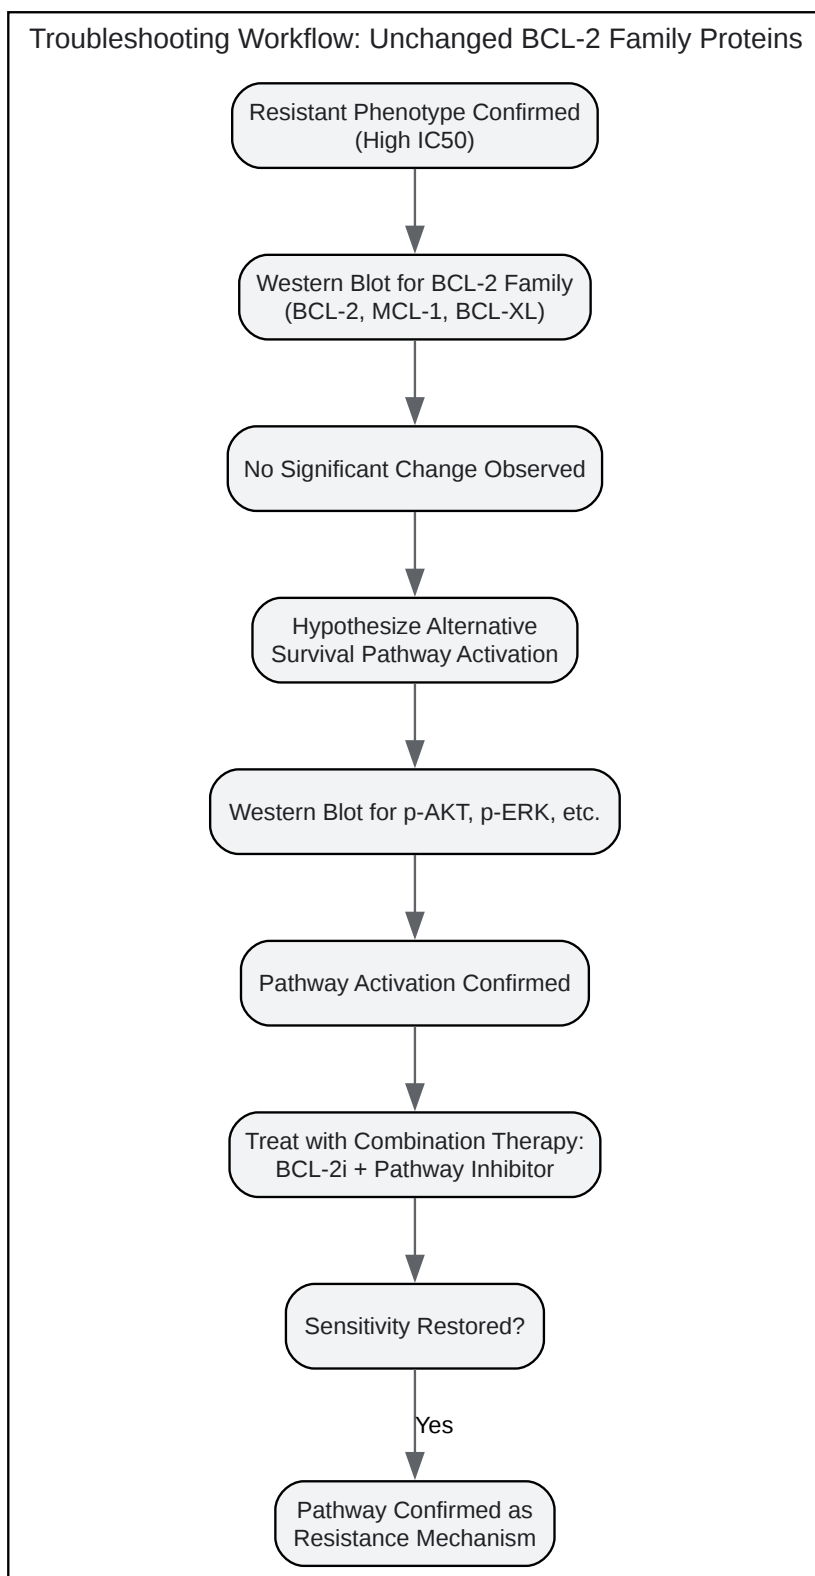 Troubleshooting Workflow: Unchanged BCL-2 Family Proteins
Resistant Phenotype Confirmed
(High IC50)
Western Blot for BCL-2 Family
(BCL-2, MCL-1, BCL-XL)
No Significant Change Observed
Hypothesize Alternative
Survival Pathway Activation
Western Blot for p-AKT, p-ERK, etc.
Pathway Activation Confirmed
Treat with Combination Therapy:
BCL-2i + Pathway Inhibitor
Sensitivity Restored?
Yes
Pathway Confirmed as
Resistance Mechanism